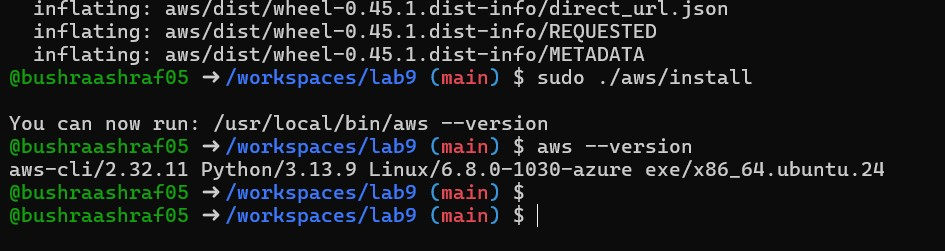 inflating: aws/dist/wheel-0.45.1.dist-info/direct_url.json
inflating: aws/dist/wheel-0.45.1.dist-info/REQUESTED
inflating: aws/dist/wheel-0.45.1.dist-info/METADATA
@bushraashraf05 ➜ /workspaces/lab9 (main) $ sudo ./aws/install
You can now run: /usr/local/bin/aws --version
@bushraashraf05 ➜ /workspaces/lab9 (main) $ aws --version
aws-cli/2.32.11 Python/3.13.9 Linux/6.8.0-1030-azure exe/x86_64.ubuntu.24
@bushraashraf05 ➜ /workspaces/lab9 (main) $
@bushraashraf05 ➜ /workspaces/lab9 (main) $